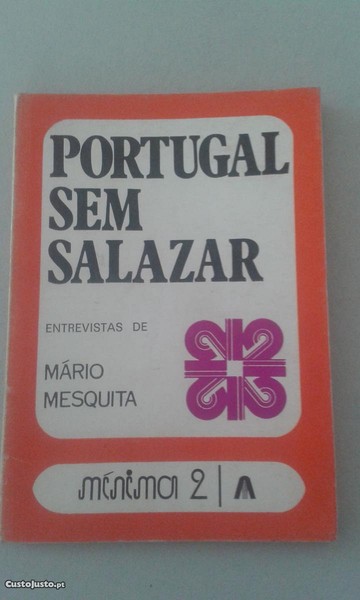 PORTUGAL
SEM
SALAZAR
ENTREVISTAS DE
MÁRIO
MESQUITA
mínima 2
CustoJusto.pt